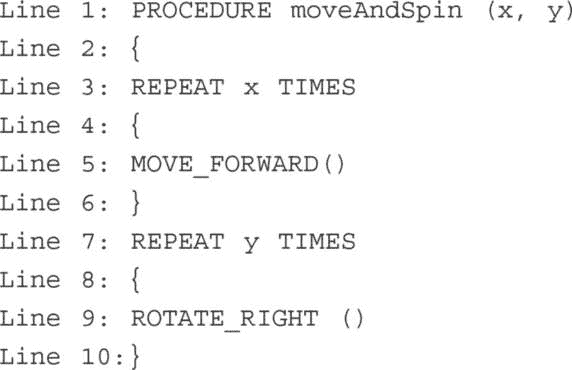 Line 1: PROCEDURE moveAndSpin (x, y)
Line 2: {
Line 3: REPEAT x TIMES
Line 4: {
Line 5: MOVE_FORWARD()
Line 6: }
Line 7: REPEAT y TIMES
Line 8: {
Line 9: ROTATE_RIGHT ()
Line 10:}